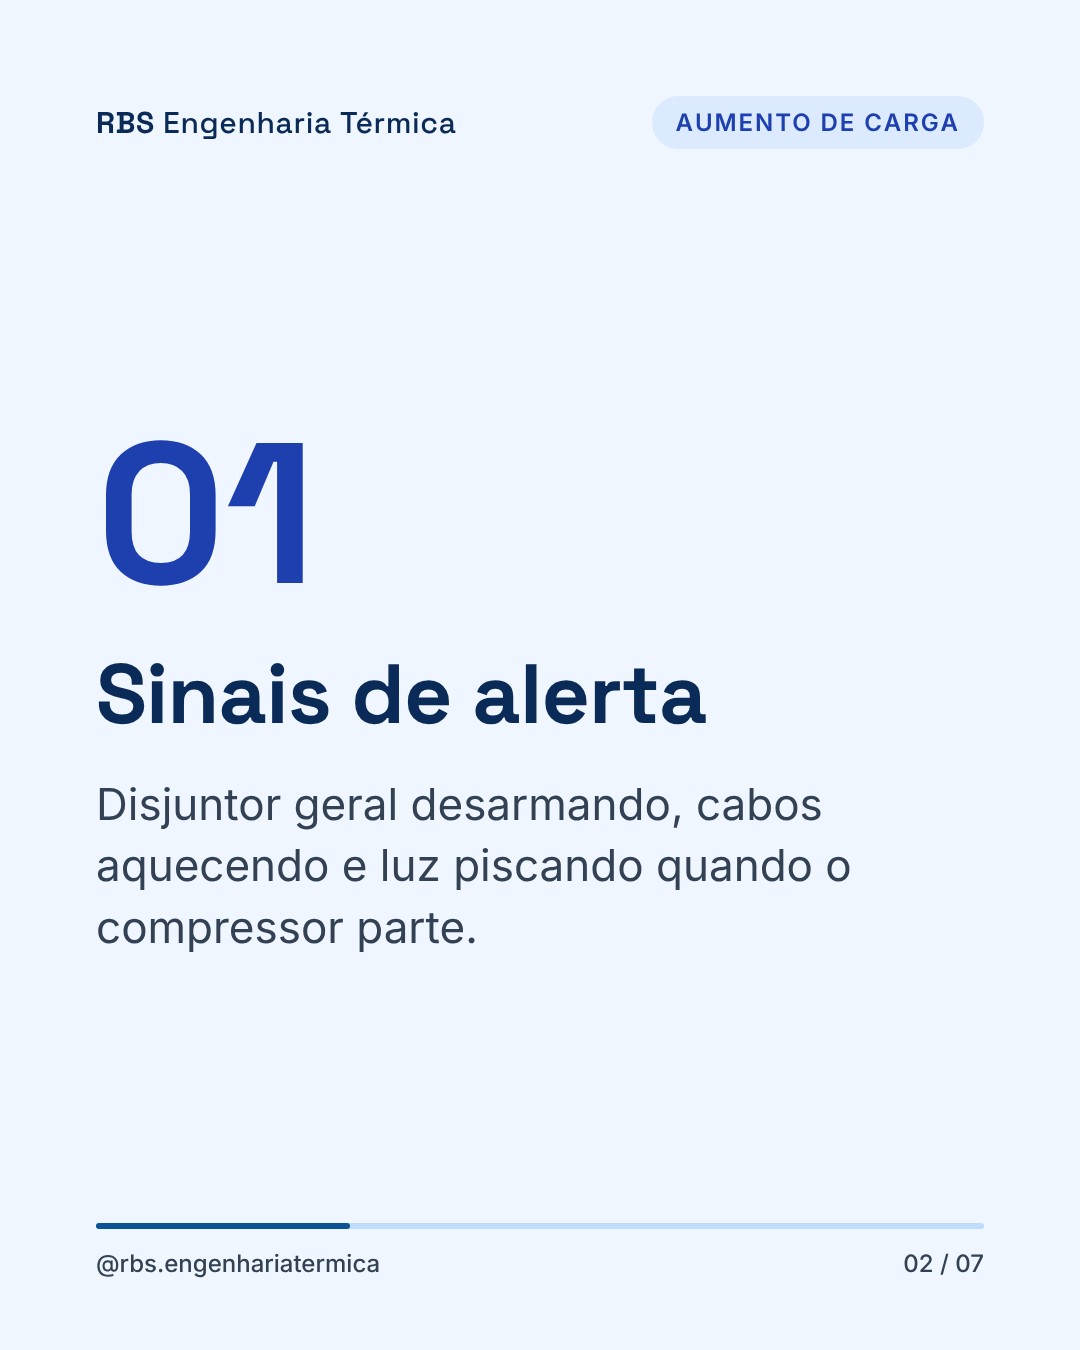 RBS Engenharia Térmica
AUMENTO DE CARGA
01
Sinais de alerta
Disjuntor geral desarmando, cabos
aquecendo e luz piscando quando o
compressor parte.
@rbs.engenhariatermica
02 / 07